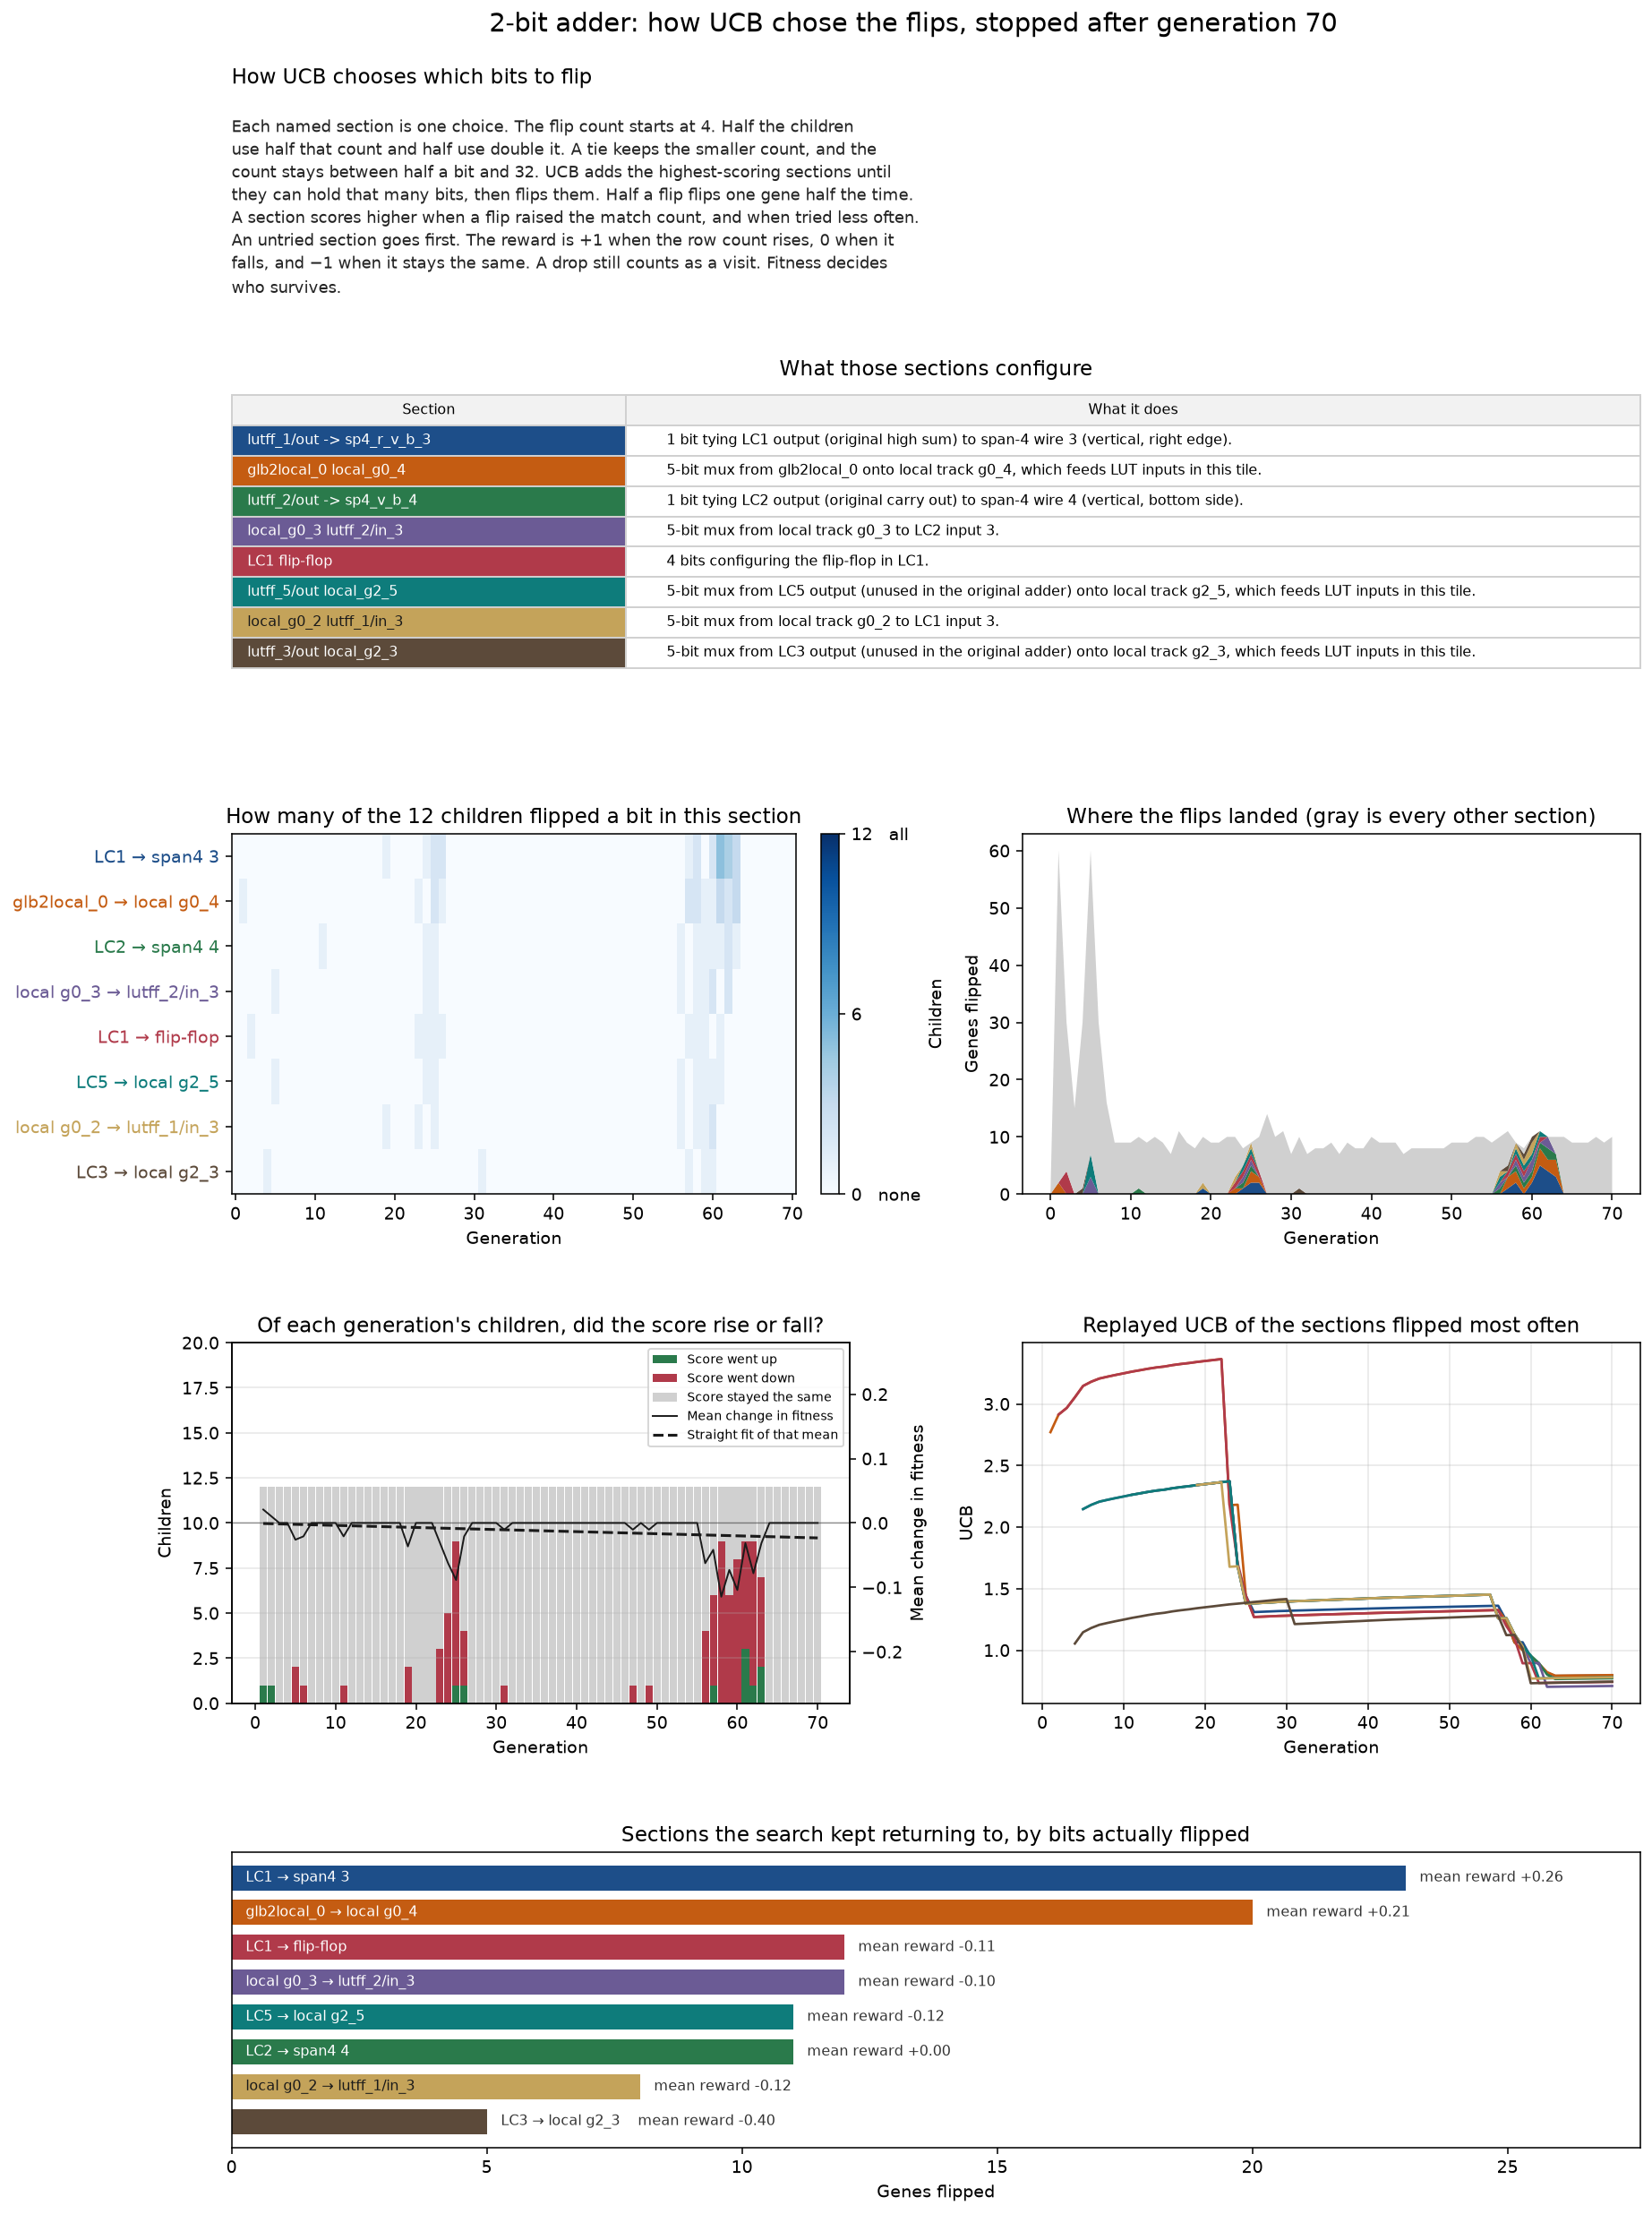 2-bit adder: how UCB chose the flips, stopped after generation 70
How UCB chooses which bits to flip
Each named section is one choice. The flip count starts at 4. Half the children
use half that count and half use double it. A tie keeps the smaller count, and the
count stays between half a bit and 32. UCB adds the highest-scoring sections until
they can hold that many bits, then flips them. Half a flip flips one gene half the time.
A section scores higher when a flip raised the match count, and when tried less often.
An untried section goes first. The reward is +1 when the row count rises, 0 when it
falls, and −1 when it stays the same. A drop still counts as a visit. Fitness decides
who survives.
What those sections configure
Section What it does
lutff_1/out -> sp4_r_v_b_3 1 bit tying LC1 output (original high sum) to span-4 wire 3 (vertical, right edge).
glb2local_0 local_g0_4 5-bit mux from glb2local_0 onto local track g0_4, which feeds LUT inputs in this tile.
lutff_2/out -> sp4_v_b_4 1 bit tying LC2 output (original carry out) to span-4 wire 4 (vertical, bottom side).
local_g0_3 lutff_2/in_3 5-bit mux from local track g0_3 to LC2 input 3.
LC1 flip-flop 4 bits configuring the flip-flop in LC1.
lutff_5/out local_g2_5 5-bit mux from LC5 output (unused in the original adder) onto local track g2_5, which feeds LUT inputs in this tile.
local_g0_2 lutff_1/in_3 5-bit mux from local track g0_2 to LC1 input 3.
lutff_3/out local_g2_3 5-bit mux from LC3 output (unused in the original adder) onto local track g2_3, which feeds LUT inputs in this tile.
How many of the 12 children flipped a bit in this section
LC1 → span4 3
glb2local_0 → local g0_4
LC2 → span4 4
local g0_3 → lutff_2/in_3
LC1 → flip-flop
LC5 → local g2_5
local g0_2 → lutff_1/in_3
LC3 → local g2_3
0 10 20 30 40 50 60 70
Generation
12 all
6
0 none
Children
Where the flips landed (gray is every other section)
60
50
40
30
20
10
0
Genes flipped
0 10 20 30 40 50 60 70
Generation
Of each generation's children, did the score rise or fall?
20.0
17.5
15.0
12.5
10.0
7.5
5.0
2.5
0.0
Children
Score went up
Score went down
Score stayed the same
Mean change in fitness
Straight fit of that mean
0.2
0.1
0.0
−0.1
−0.2
Mean change in fitness
0 10 20 30 40 50 60 70
Generation
Replayed UCB of the sections flipped most often
3.0
2.5
2.0
1.5
1.0
UCB
0 10 20 30 40 50 60 70
Generation
Sections the search kept returning to, by bits actually flipped
LC1 → span4 3 mean reward +0.26
glb2local_0 → local g0_4 mean reward +0.21
LC1 → flip-flop mean reward -0.11
local g0_3 → lutff_2/in_3 mean reward -0.10
LC5 → local g2_5 mean reward -0.12
LC2 → span4 4 mean reward +0.00
local g0_2 → lutff_1/in_3 mean reward -0.12
LC3 → local g2_3 mean reward -0.40
0 5 10 15 20 25
Genes flipped